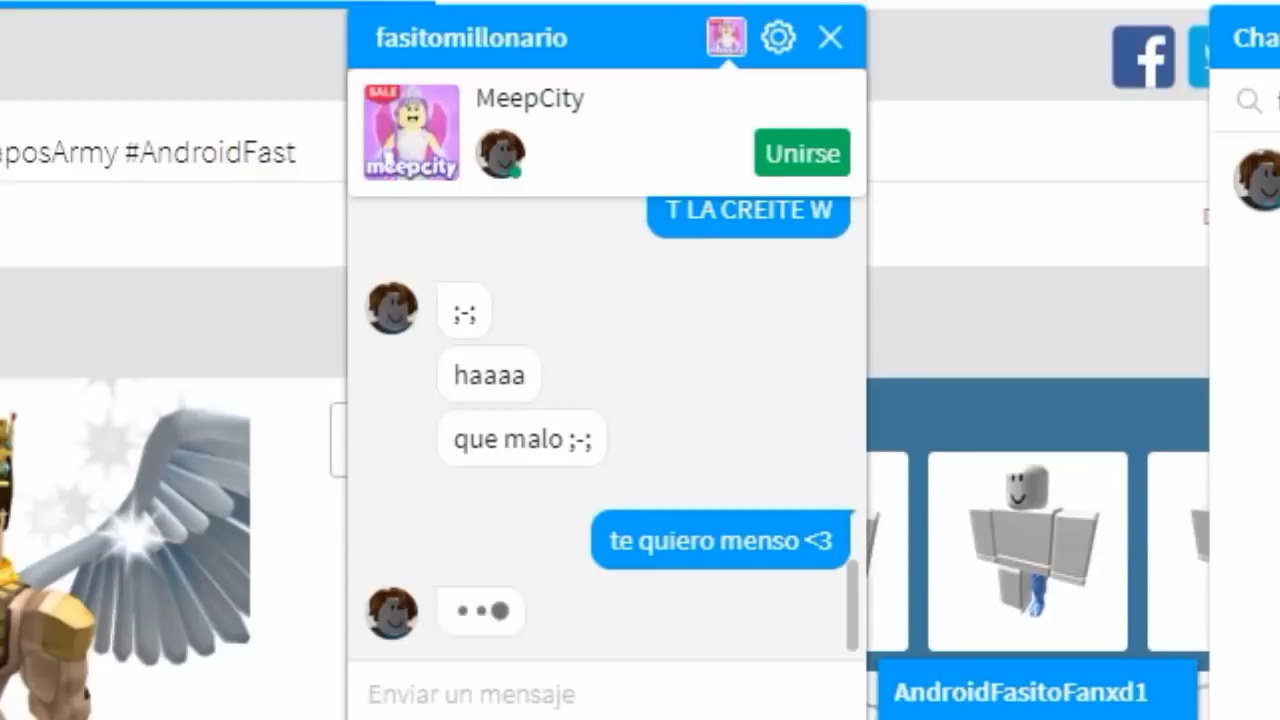 fasitomillonario
Cha
SALE
meepcity
MeepCity
Unirse
aposArmy #AndroidFast
T LA CREITE W
;-;
haaaa
que malo ;-;
te quiero menso <3
Enviar un mensaje
AndroidFasitoFanxd1